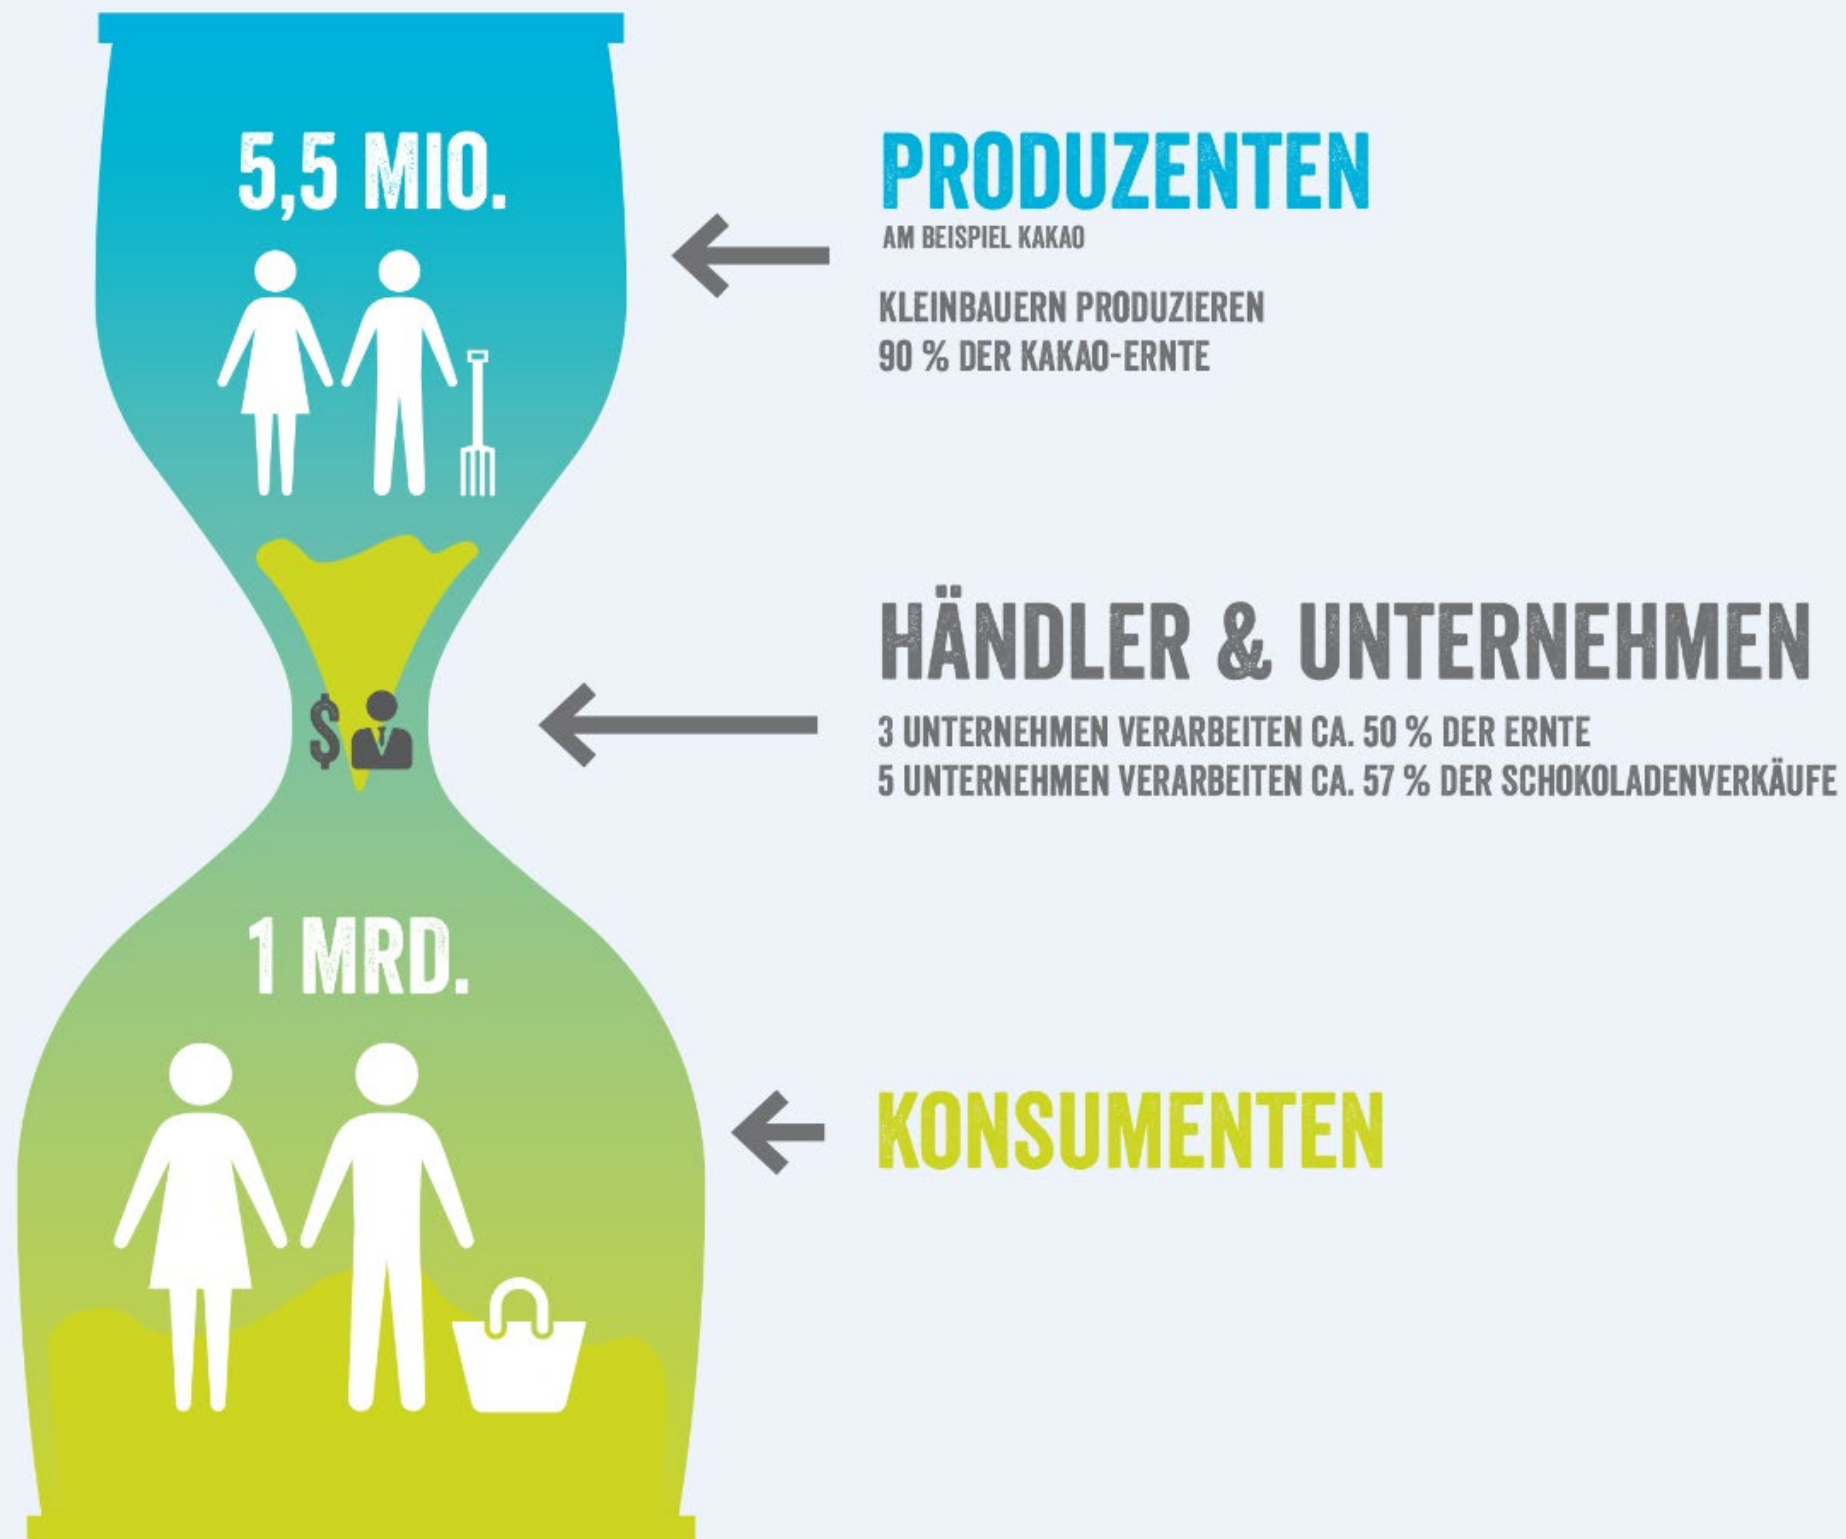 5,5 MIO.
PRODUZENTEN
AM BEISPIEL KAKAO
KLEINBAUERN PRODUZIEREN
90 % DER KAKAO-ERNTE
HÄNDLER & UNTERNEHMEN
3 UNTERNEHMEN VERARBEITEN CA. 50 % DER ERNTE
5 UNTERNEHMEN VERARBEITEN CA. 57 % DER SCHOKOLADENVERKÄUFE
$
1 MRD.
KONSUMENTEN